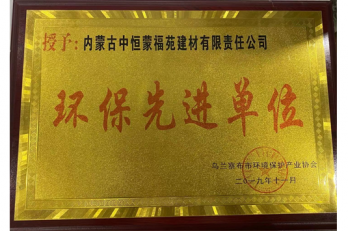 授予：内蒙古中恒蒙福苑建材有限责任公司
环保先进单位
乌兰察布市环境保护产业协会
二〇一九年十一月